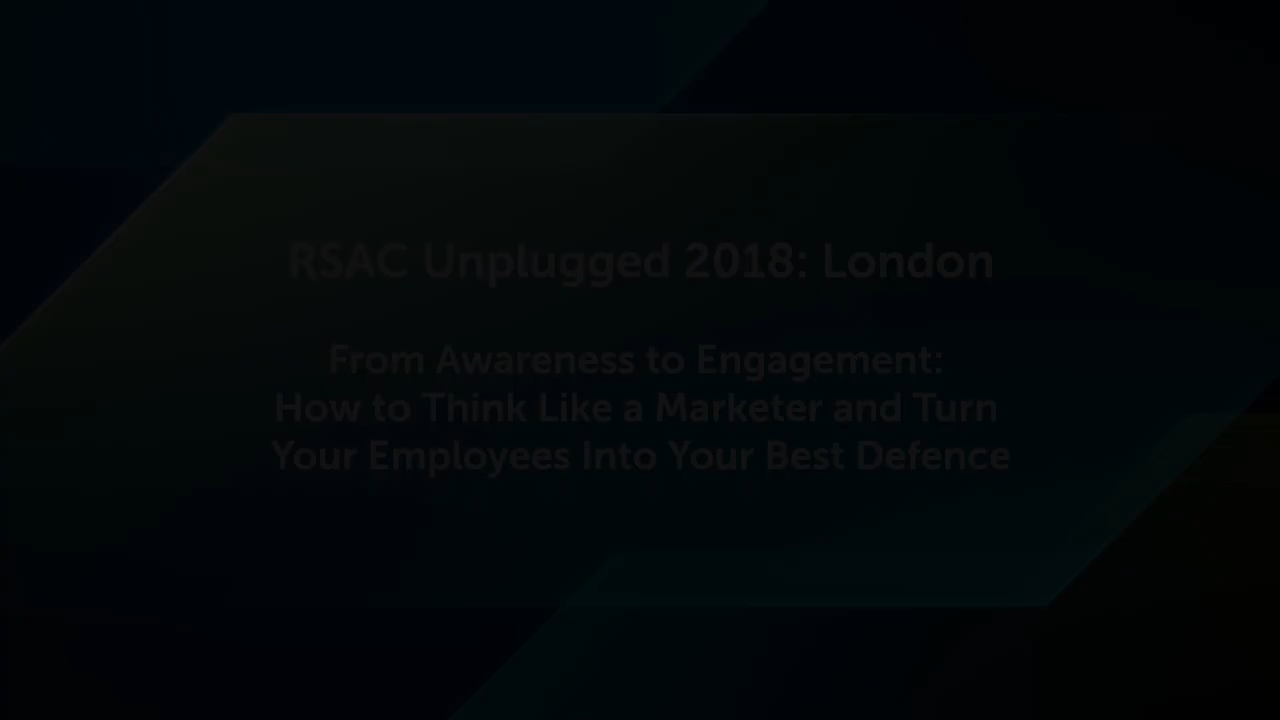 RSAC Unplugged 2018: London
From Awareness to Engagement:
How to Think Like a Marketer and Turn
Your Employees Into Your Best Defence